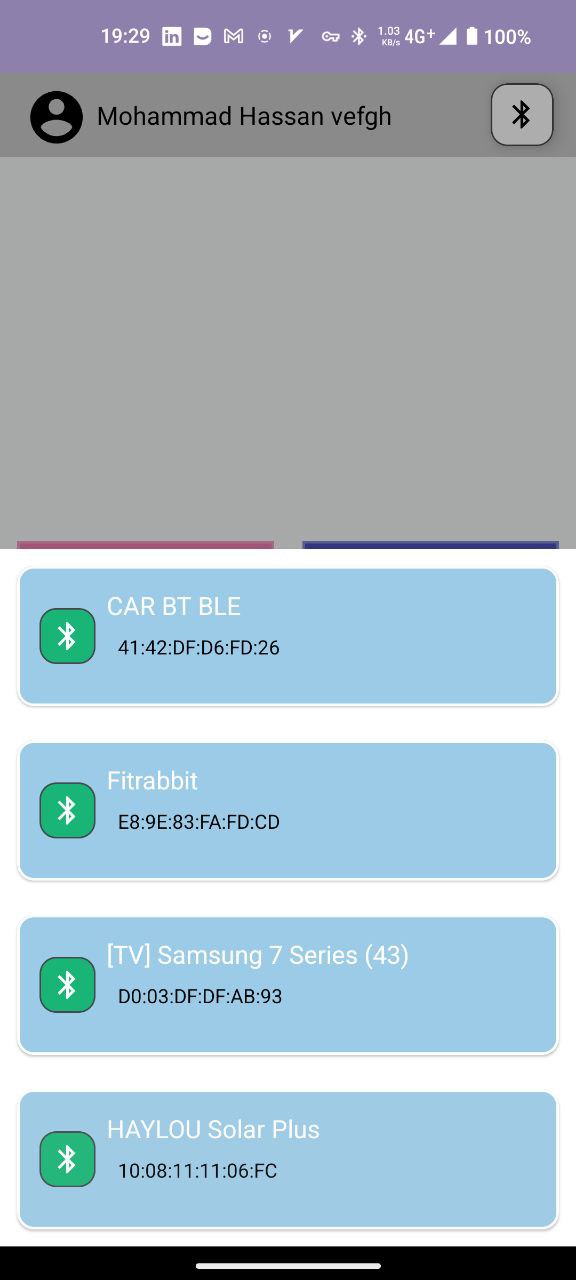 19:29 1.03 KB/s 4G+ 100%
Mohammad Hassan vefgh
CAR BT BLE
41:42:DF:D6:FD:26
Fitrabbit
E8:9E:83:FA:FD:CD
[TV] Samsung 7 Series (43)
D0:03:DF:DF:AB:93
HAYLOU Solar Plus
10:08:11:11:06:FC